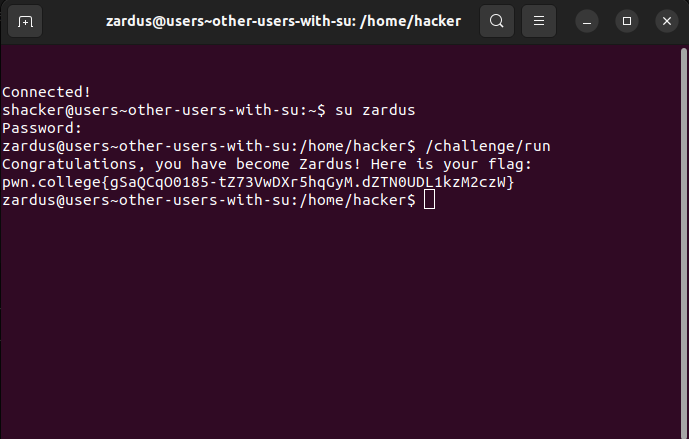 zardus@users~other-users-with-su: /home/hacker
Connected!
shacker@users~other-users-with-su:~$ su zardus
Password:
zardus@users~other-users-with-su:/home/hacker$ /challenge/run
Congratulations, you have become Zardus! Here is your flag:
pwn.college{gSaQCqO0185-tZ73VwDXr5hqGyM.dZTN0UDL1kzM2czW}
zardus@users~other-users-with-su:/home/hacker$